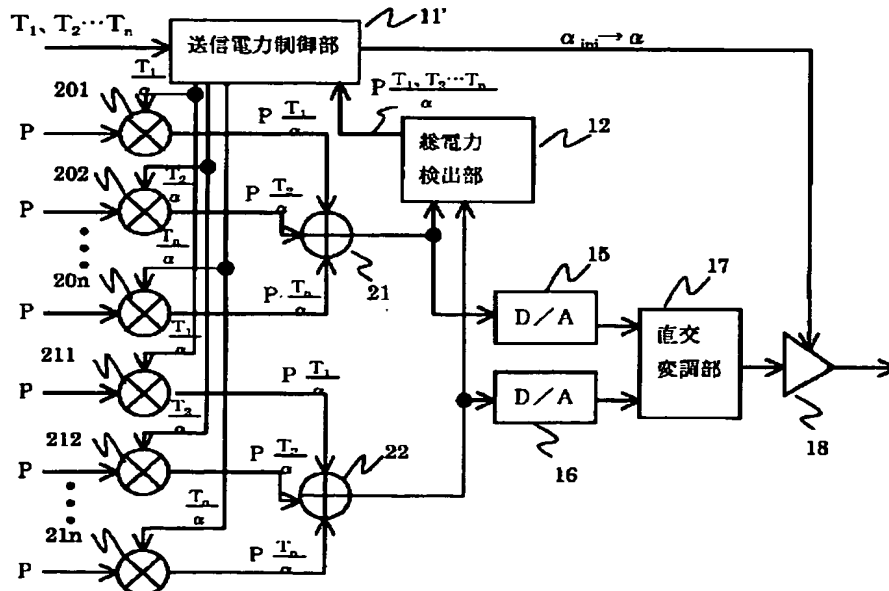 T₁、T₂…Tₙ
送信電力制御部
11'
α_ini→α
T₁/α
201
P
P T₁/α
P T₁、T₂…Tₙ/α
総電力
検出部
12
202
T₂/α
P
P T₂/α
21
20n
Tₙ/α
P
P· Tₙ/α
15
D/A
17
直交
変調部
211
T₁/α
P
P T₁/α
D/A
16
18
212
T₂/α
P
P Tₙ/α
22
21n
Tₙ/α
P
P Tₙ/α